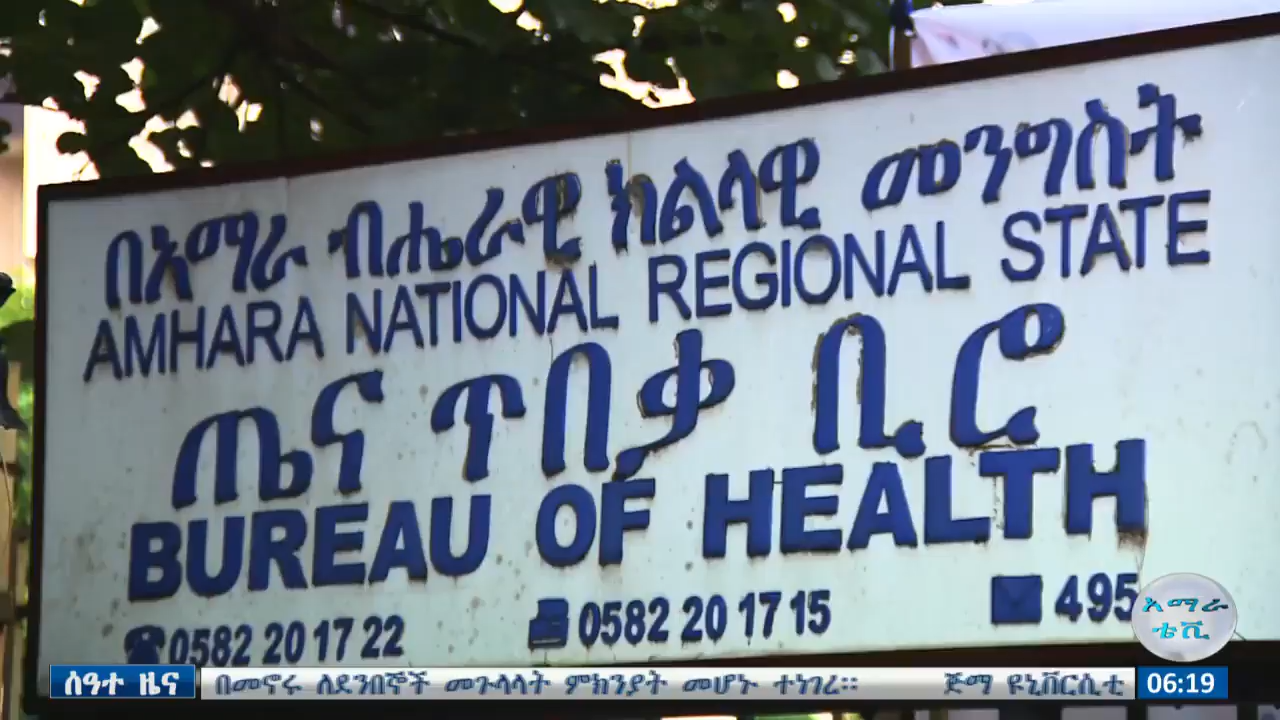 በአማራ ብሔራዊ ክልላዊ መንግስት
AMHARA NATIONAL REGIONAL STATE
ጤና ጥበቃ ቢሮ
BUREAU OF HEALTH
0582 20 17 22 0582 20 17 15 495
አማራ
ቴቪ
ሰዓተ ዜና በመኖሩ ለደንበኞች መጉላላት ምክንያት መሆኑ ተነገረ። ጅማ ዩኒቨርሲቲ 06:19